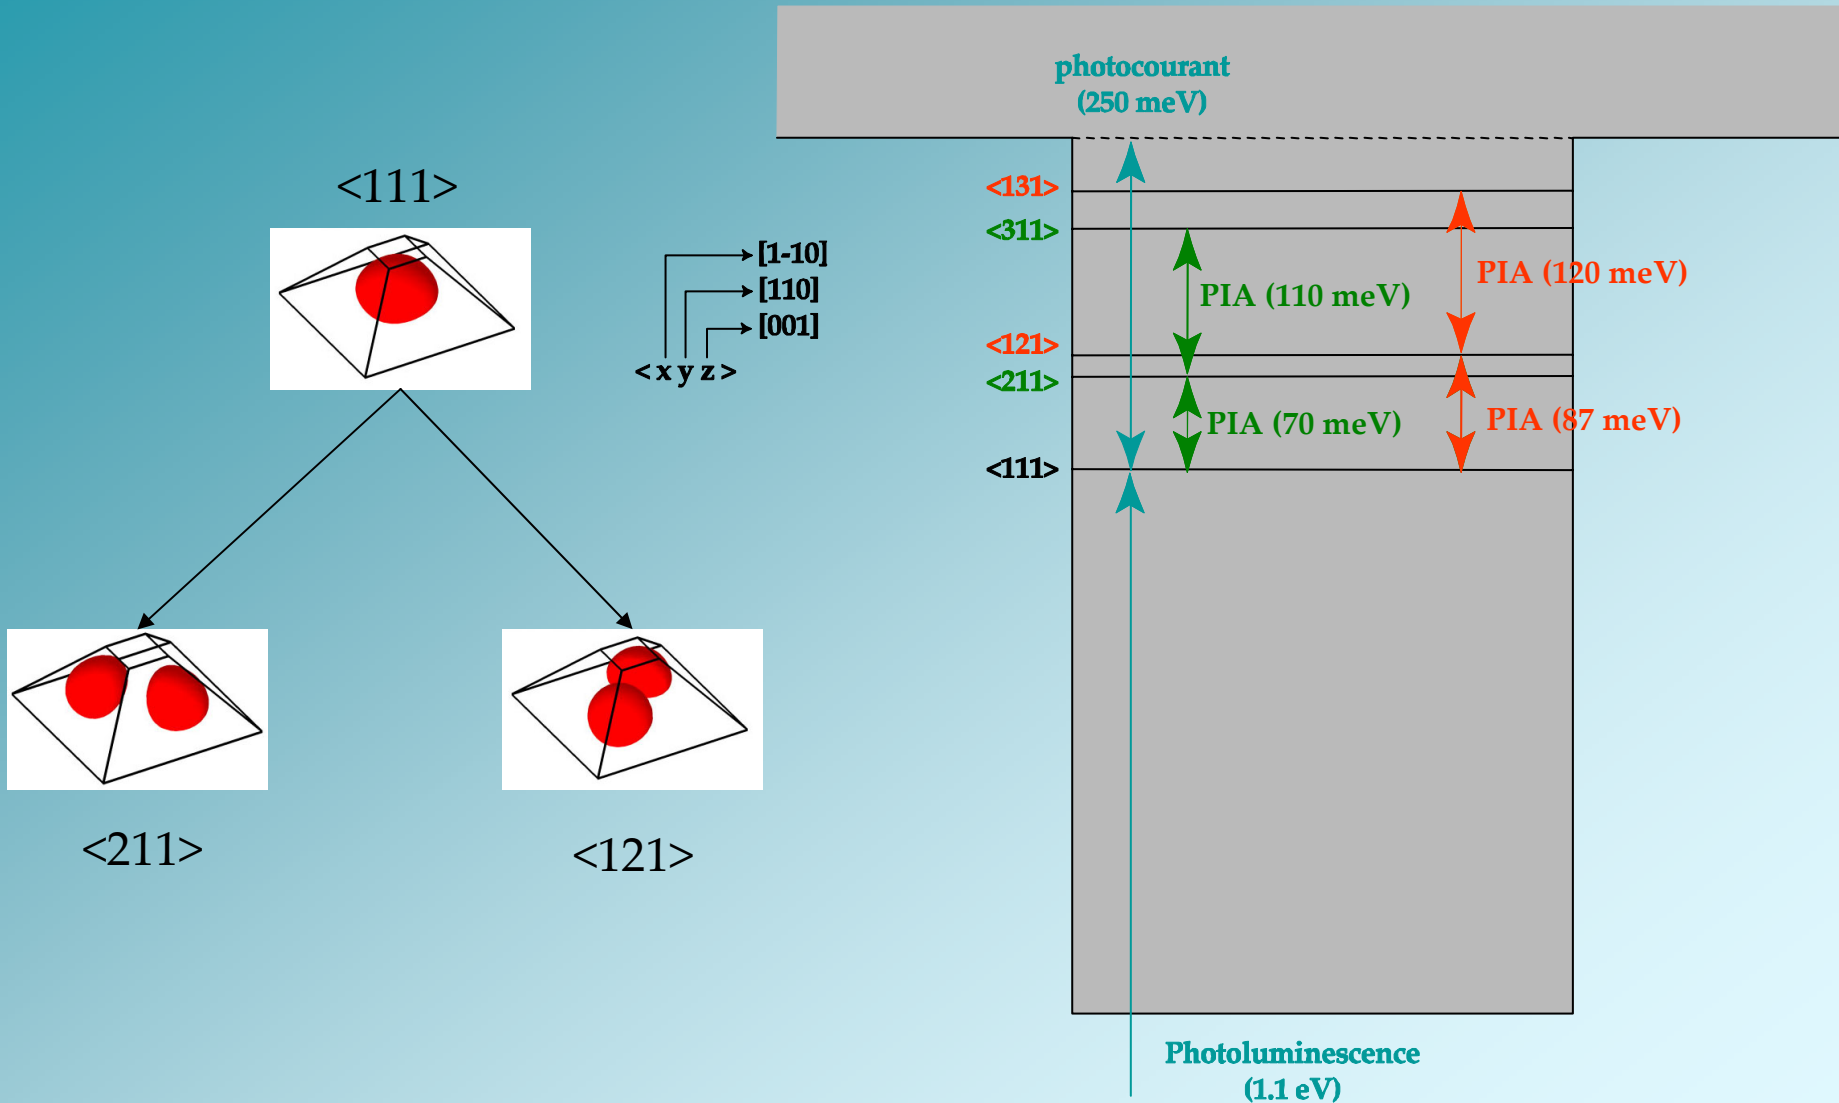 photocourant
(250 meV)
<111>
[1-10]
[110]
[001]
< x y z >
<131>
<311>
<121>
<211>
<111>
PIA (120 meV)
PIA (110 meV)
PIA (70 meV)
PIA (87 meV)
<211>
<121>
Photoluminescence
(1.1 eV)